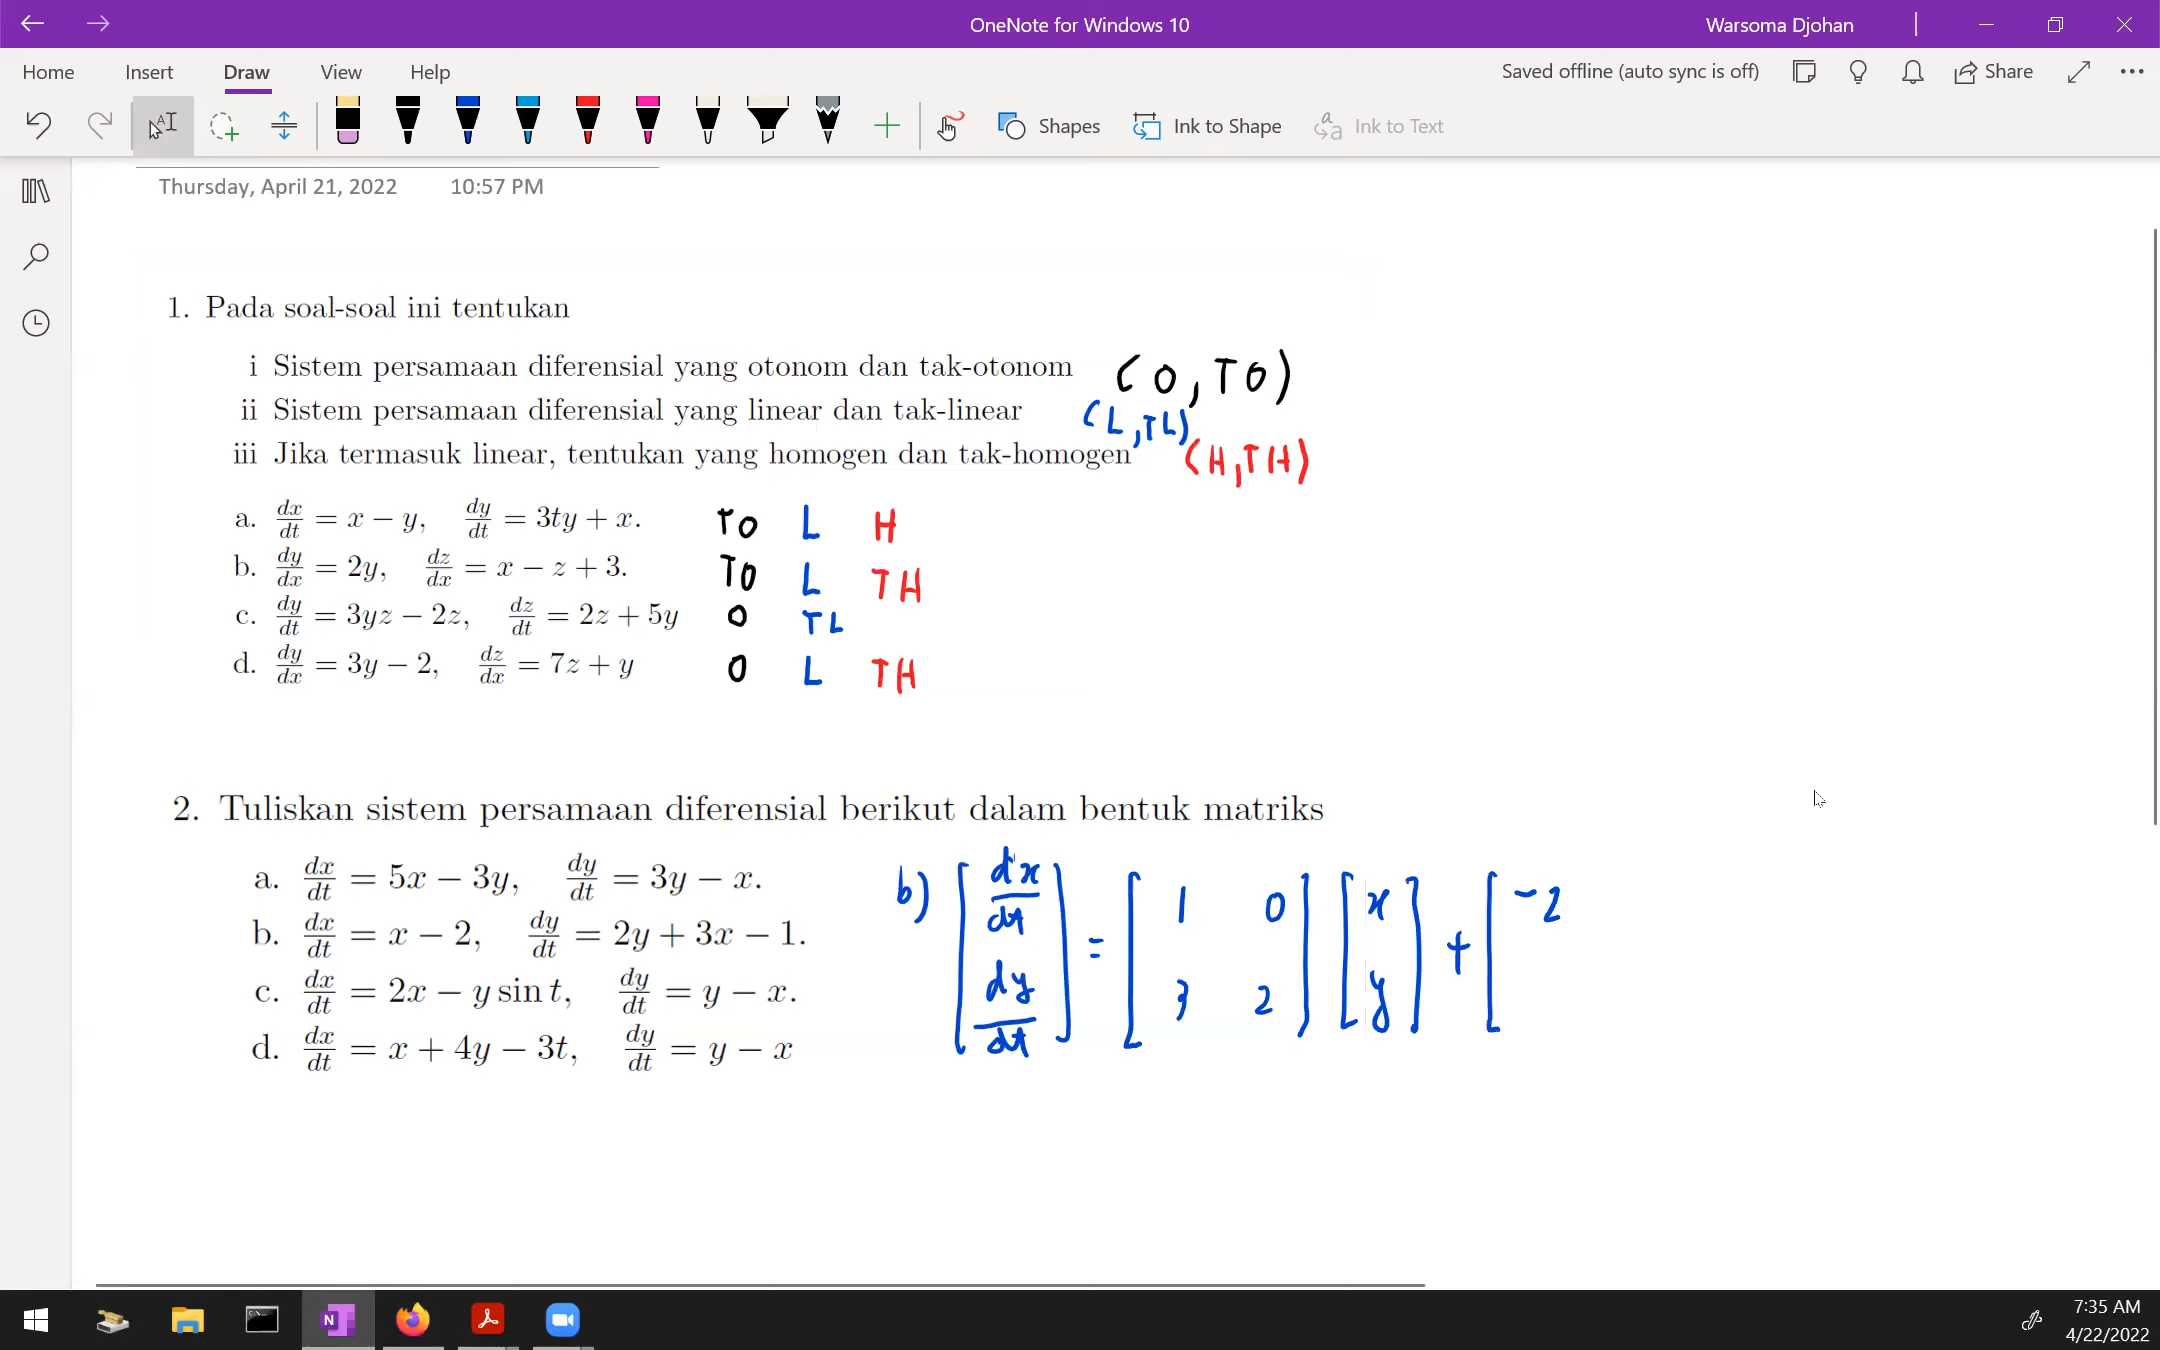 OneNote for Windows 10
Warsoma Djohan
Home Insert Draw View Help
Saved offline (auto sync is off) Share
Shapes Ink to Shape Ink to Text
Thursday, April 21, 2022 10:57 PM
1. Pada soal-soal ini tentukan
i Sistem persamaan diferensial yang otonom dan tak-otonom (O, TO)
ii Sistem persamaan diferensial yang linear dan tak-linear (L, TL)
iii Jika termasuk linear, tentukan yang homogen dan tak-homogen (H, TH)
a. dx/dt = x − y, dy/dt = 3ty + x. TO L H
b. dy/dx = 2y, dz/dx = x − z + 3. TO L TH
c. dy/dt = 3yz − 2z, dz/dt = 2z + 5y O TL
d. dy/dx = 3y − 2, dz/dx = 7z + y O L TH
2. Tuliskan sistem persamaan diferensial berikut dalam bentuk matriks
a. dx/dt = 5x − 3y, dy/dt = 3y − x.
b. dx/dt = x − 2, dy/dt = 2y + 3x − 1.
c. dx/dt = 2x − y sin t, dy/dt = y − x.
d. dx/dt = x + 4y − 3t, dy/dt = y − x
b) [dx/dt dy/dt] = [1 0 3 2] [x y] + [−2
7:35 AM
4/22/2022